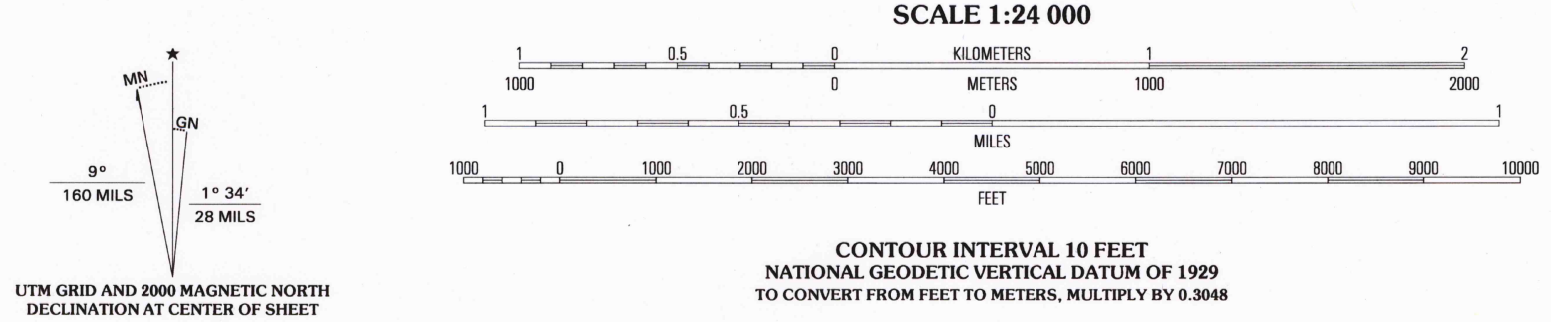 ★
MN
GN
9°
160 MILS
1° 34′
28 MILS
UTM GRID AND 2000 MAGNETIC NORTH
DECLINATION AT CENTER OF SHEET
SCALE 1:24 000
1 0.5 0 KILOMETERS 1 2
1000 0 METERS 1000 2000
1 0.5 0 1
MILES
1000 0 1000 2000 3000 4000 5000 6000 7000 8000 9000 10000
FEET
CONTOUR INTERVAL 10 FEET
NATIONAL GEODETIC VERTICAL DATUM OF 1929
TO CONVERT FROM FEET TO METERS, MULTIPLY BY 0.3048